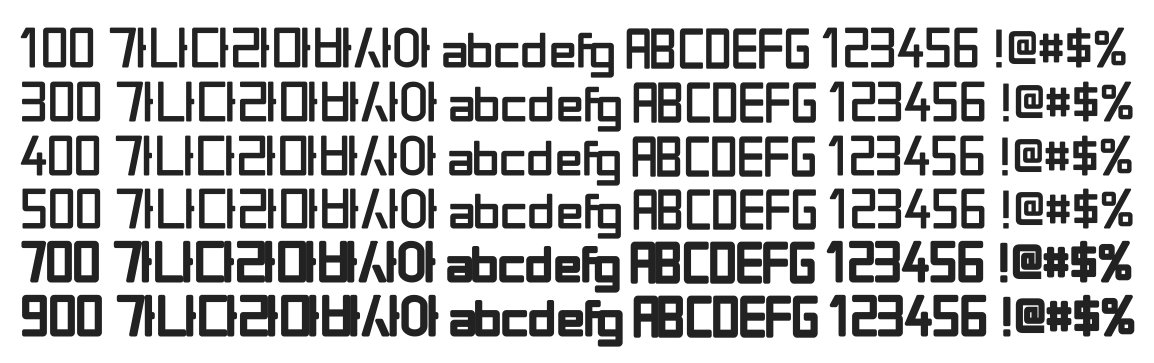 100 가나다라마바사아 abcdefg ABCDEFG 123456 !@#$%
300 가나다라마바사아 abcdefg ABCDEFG 123456 !@#$%
400 가나다라마바사아 abcdefg ABCDEFG 123456 !@#$%
500 가나다라마바사아 abcdefg ABCDEFG 123456 !@#$%
700 가나다라마바사아 abcdefg ABCDEFG 123456 !@#$%
900 가나다라마바사아 abcdefg ABCDEFG 123456 !@#$%